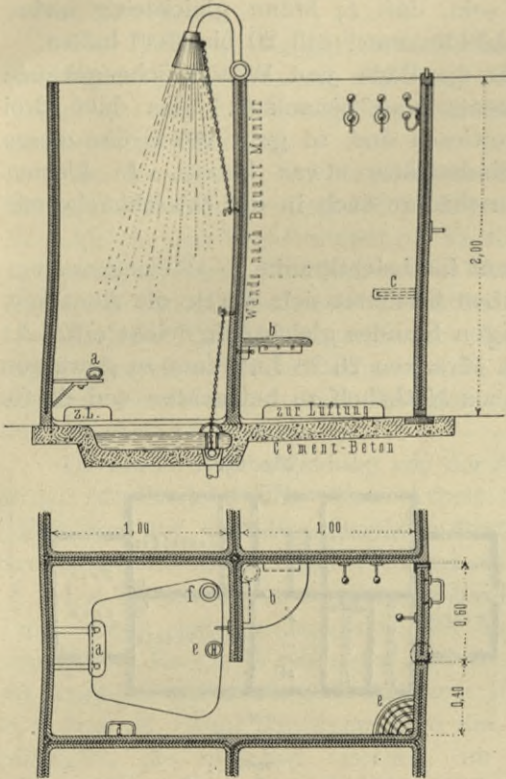 Wände nach Bauart Monier
2,00
c
b
a
z.L.
zur Lüftung
Cement-Beton
1,00
1,00
f
b
a
e
e
0,60
0,40